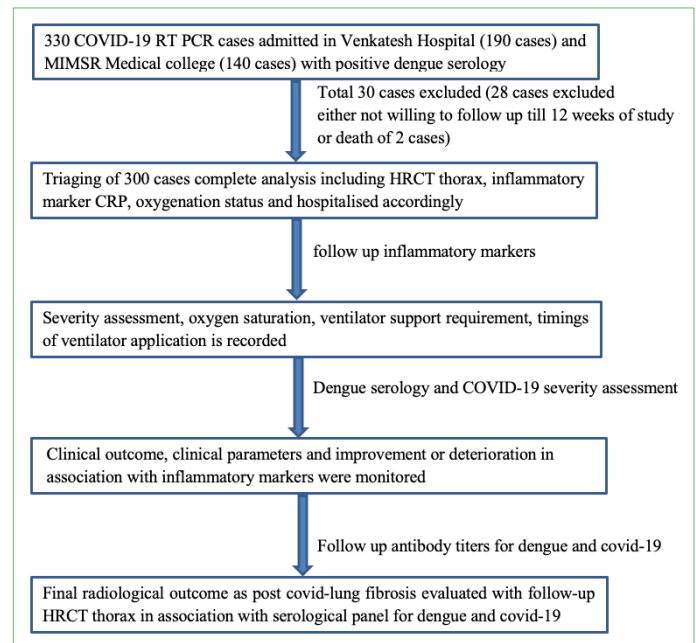 330 COVID-19 RT PCR cases admitted in Venkatesh Hospital (190 cases) and
MIMSR Medical college (140 cases) with positive dengue serology
Total 30 cases excluded (28 cases excluded
either not willing to follow up till 12 weeks of study
or death of 2 cases)
Triaging of 300 cases complete analysis including HRCT thorax, inflammatory
marker CRP, oxygenation status and hospitalised accordingly
follow up inflammatory markers
Severity assessment, oxygen saturation, ventilator support requirement, timings
of ventilator application is recorded
Dengue serology and COVID-19 severity assessment
Clinical outcome, clinical parameters and improvement or deterioration in
association with inflammatory markers were monitored
Follow up antibody titers for dengue and covid-19
Final radiological outcome as post covid-lung fibrosis evaluated with follow-up
HRCT thorax in association with serological panel for dengue and covid-19